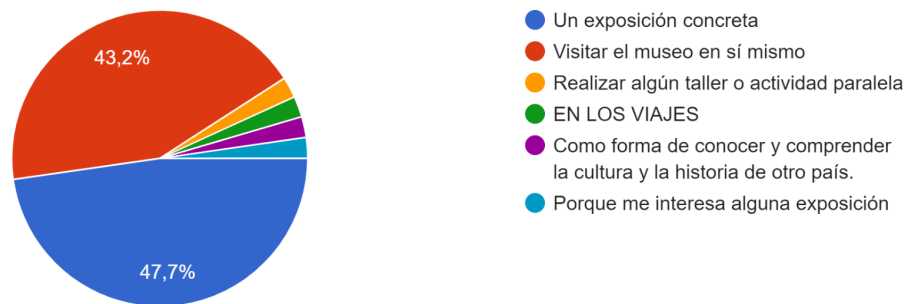 43,2%
47,7%
Un exposición concreta
Visitar el museo en sí mismo
Realizar algún taller o actividad paralela
EN LOS VIAJES
Como forma de conocer y comprender
la cultura y la historia de otro país.
Porque me interesa alguna exposición